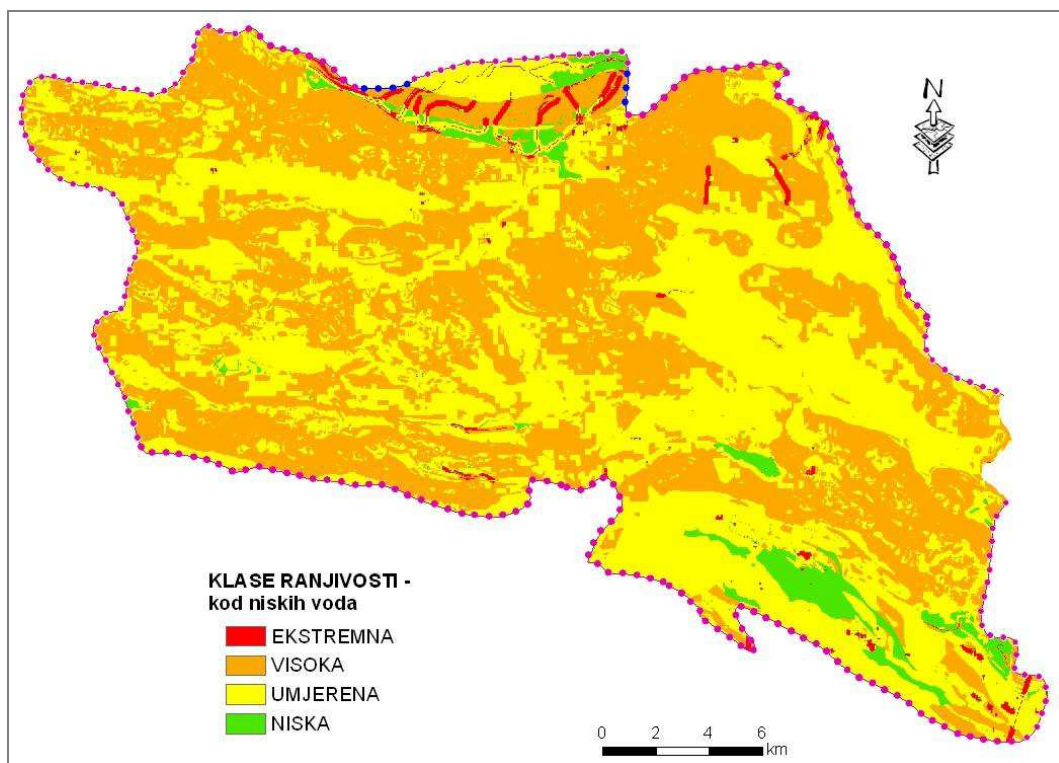 N
KLASE RANJIVOSTI -
kod niskih voda
EKSTREMNA
VISOKA
UMJERENA
NISKA
0 2 4 6
km